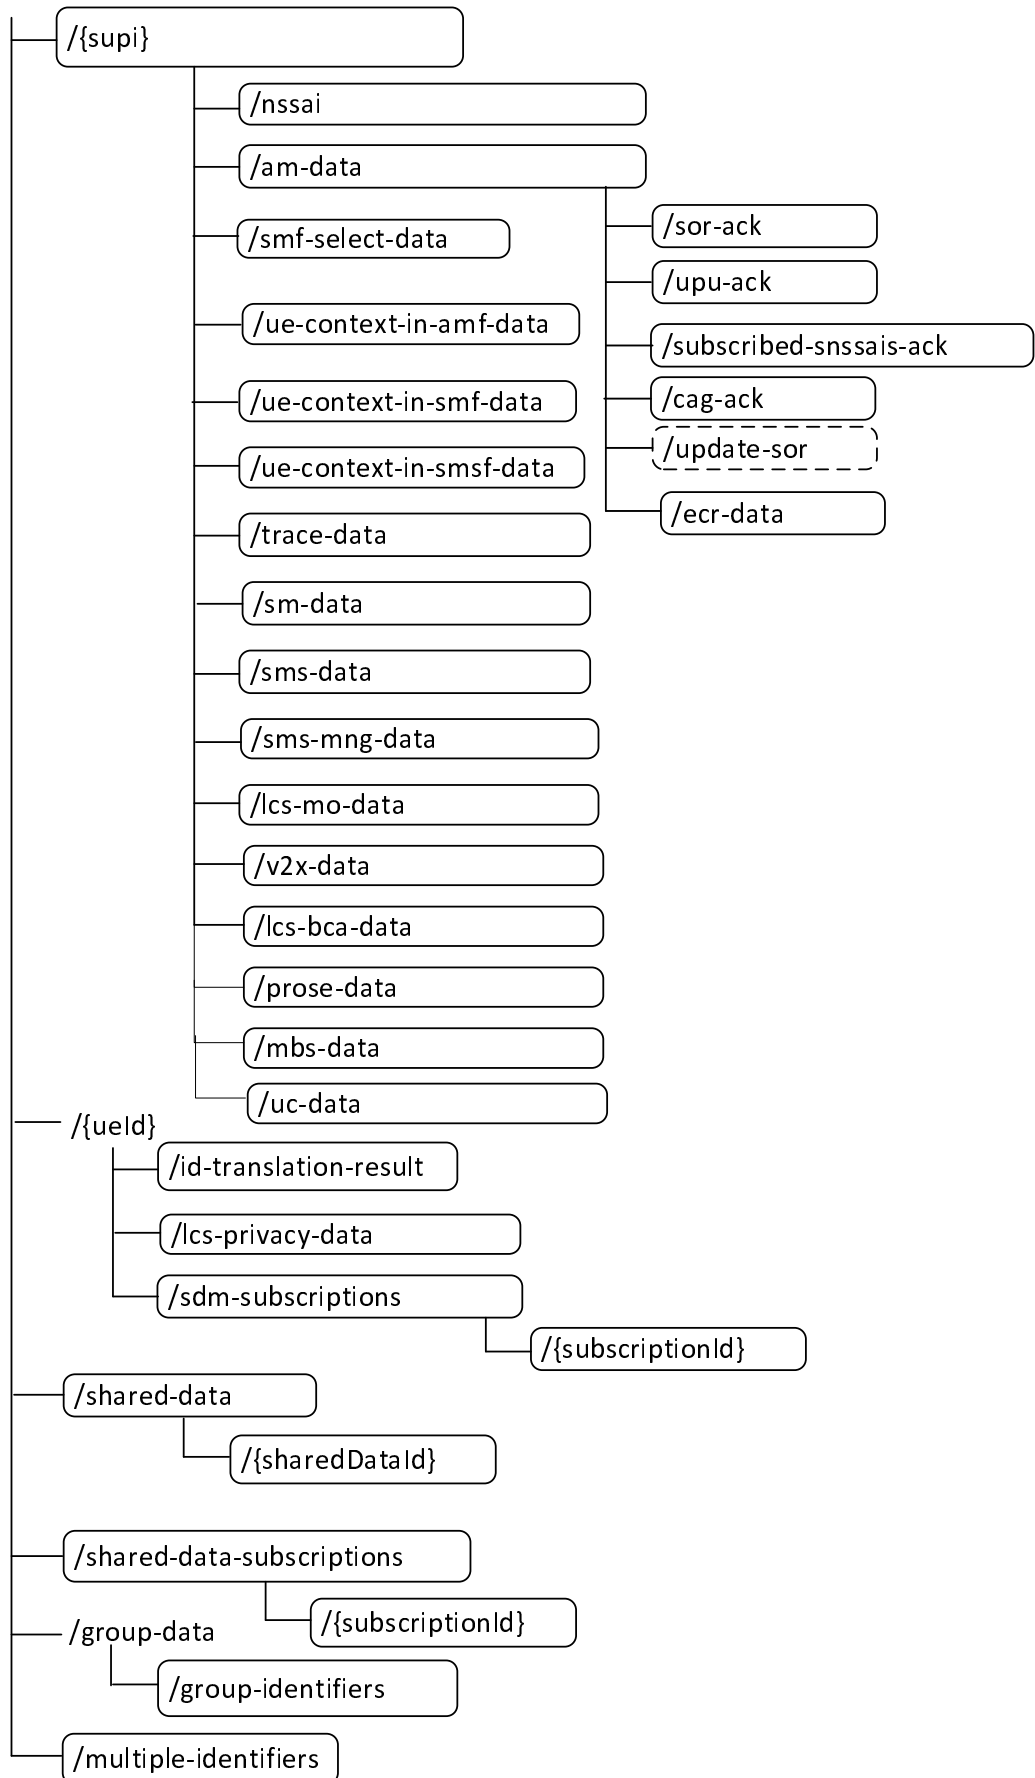 /{supi}
/nssai
/am-data
/sor-ack
/smf-select-data
/upu-ack
/ue-context-in-amf-data
/subscribed-snssais-ack
/ue-context-in-smf-data
/cag-ack
/update-sor
/ue-context-in-smsf-data
/ecr-data
/trace-data
/sm-data
/sms-data
/sms-mng-data
/lcs-mo-data
/v2x-data
/lcs-bca-data
/prose-data
/mbs-data
/uc-data
/{ueId}
/id-translation-result
/lcs-privacy-data
/sdm-subscriptions
/{subscriptionId}
/shared-data
/{sharedDataId}
/shared-data-subscriptions
/{subscriptionId}
/group-data
/group-identifiers
/multiple-identifiers